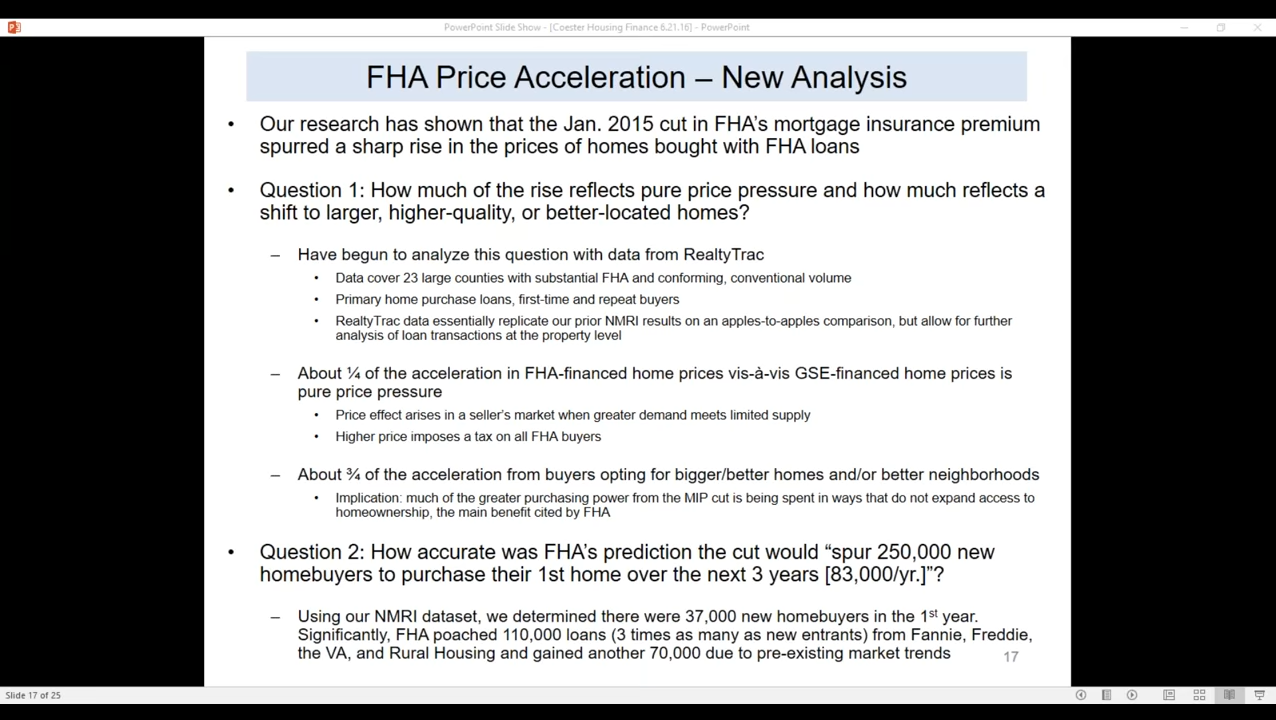 PowerPoint Slide Show - [Coester Housing Finance 6.21.16] - PowerPoint
FHA Price Acceleration – New Analysis
• Our research has shown that the Jan. 2015 cut in FHA's mortgage insurance premium
spurred a sharp rise in the prices of homes bought with FHA loans
• Question 1: How much of the rise reflects pure price pressure and how much reflects a
shift to larger, higher-quality, or better-located homes?
– Have begun to analyze this question with data from RealtyTrac
• Data cover 23 large counties with substantial FHA and conforming, conventional volume
• Primary home purchase loans, first-time and repeat buyers
• RealtyTrac data essentially replicate our prior NMRI results on an apples-to-apples comparison, but allow for further
analysis of loan transactions at the property level
– About ¼ of the acceleration in FHA-financed home prices vis-à-vis GSE-financed home prices is
pure price pressure
• Price effect arises in a seller's market when greater demand meets limited supply
• Higher price imposes a tax on all FHA buyers
– About ¾ of the acceleration from buyers opting for bigger/better homes and/or better neighborhoods
• Implication: much of the greater purchasing power from the MIP cut is being spent in ways that do not expand access to
homeownership, the main benefit cited by FHA
• Question 2: How accurate was FHA's prediction the cut would “spur 250,000 new
homebuyers to purchase their 1st home over the next 3 years [83,000/yr.]”?
– Using our NMRI dataset, we determined there were 37,000 new homebuyers in the 1st year.
Significantly, FHA poached 110,000 loans (3 times as many as new entrants) from Fannie, Freddie,
the VA, and Rural Housing and gained another 70,000 due to pre-existing market trends
17
Slide 17 of 25